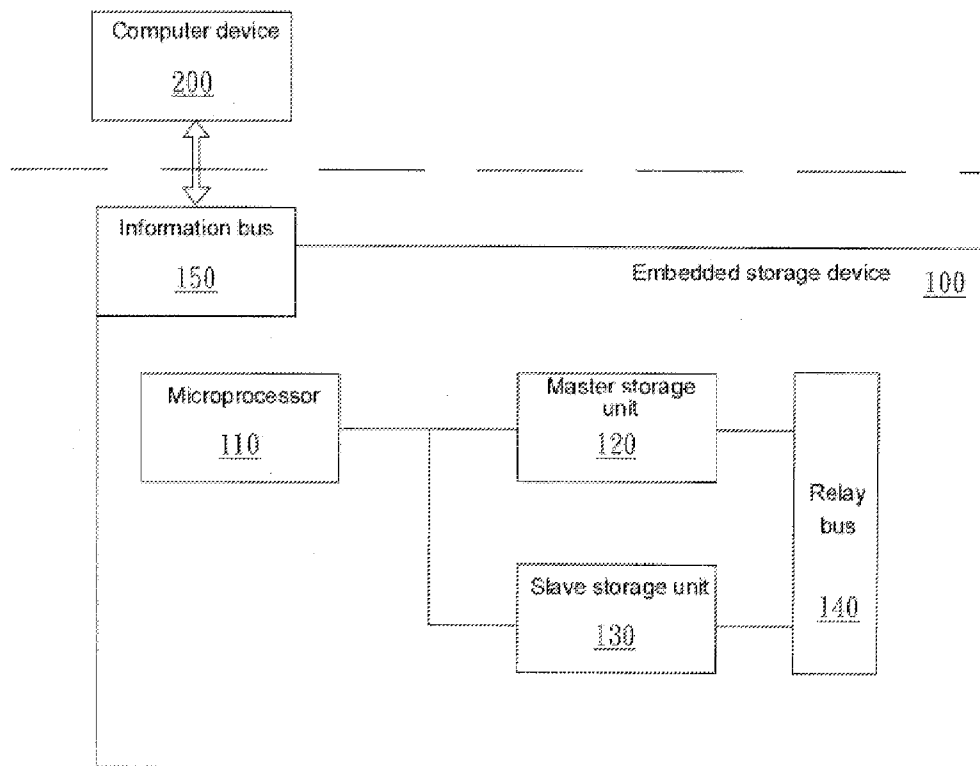 Computer device
200
Information bus
150
Embedded storage device 100
Microprocessor
110
Master storage
unit
120
Slave storage unit
130
Relay
bus
140